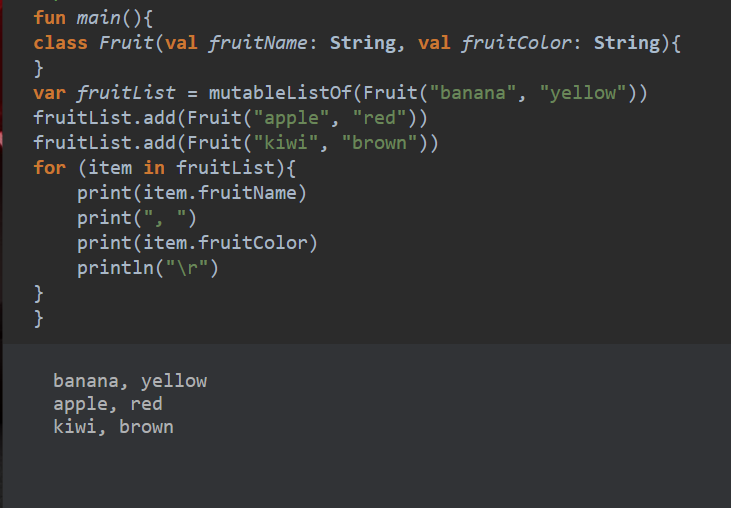 fun main(){
class Fruit(val fruitName: String, val fruitColor: String){
}
var fruitList = mutableListOf(Fruit("banana", "yellow"))
fruitList.add(Fruit("apple", "red"))
fruitList.add(Fruit("kiwi", "brown"))
for (item in fruitList){
    print(item.fruitName)
    print(", ")
    print(item.fruitColor)
    println("\r")
}
}
banana, yellow
apple, red
kiwi, brown